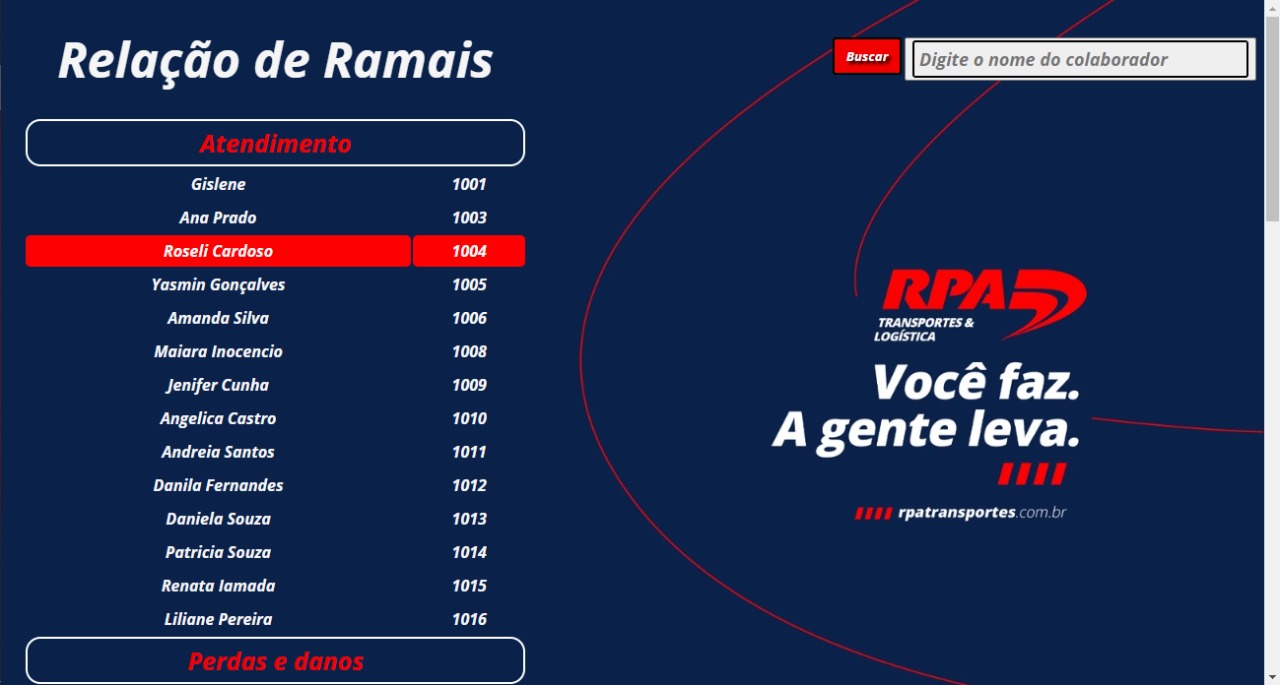 Relação de Ramais
Buscar
Digite o nome do colaborador
Atendimento
Gislene 1001
Ana Prado 1003
Roseli Cardoso 1004
Yasmin Gonçalves 1005
Amanda Silva 1006
Maiara Inocencio 1008
Jenifer Cunha 1009
Angelica Castro 1010
Andreia Santos 1011
Danila Fernandes 1012
Daniela Souza 1013
Patricia Souza 1014
Renata Iamada 1015
Liliane Pereira 1016
Perdas e danos
RPA
TRANSPORTES &
LOGÍSTICA
Você faz.
A gente leva.
rpatransportes.com.br